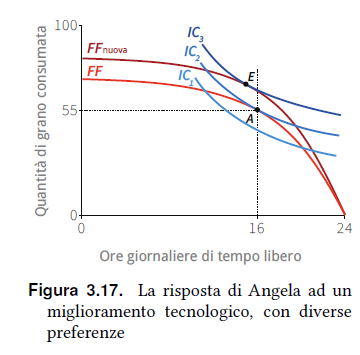 100
Quantità di grano consumata
FFnuova
FF
IC3
IC2
IC1
E
A
55
0
0
16
24
Ore giornaliere di tempo libero
Figura 3.17. La risposta di Angela ad un
miglioramento tecnologico, con diverse
preferenze